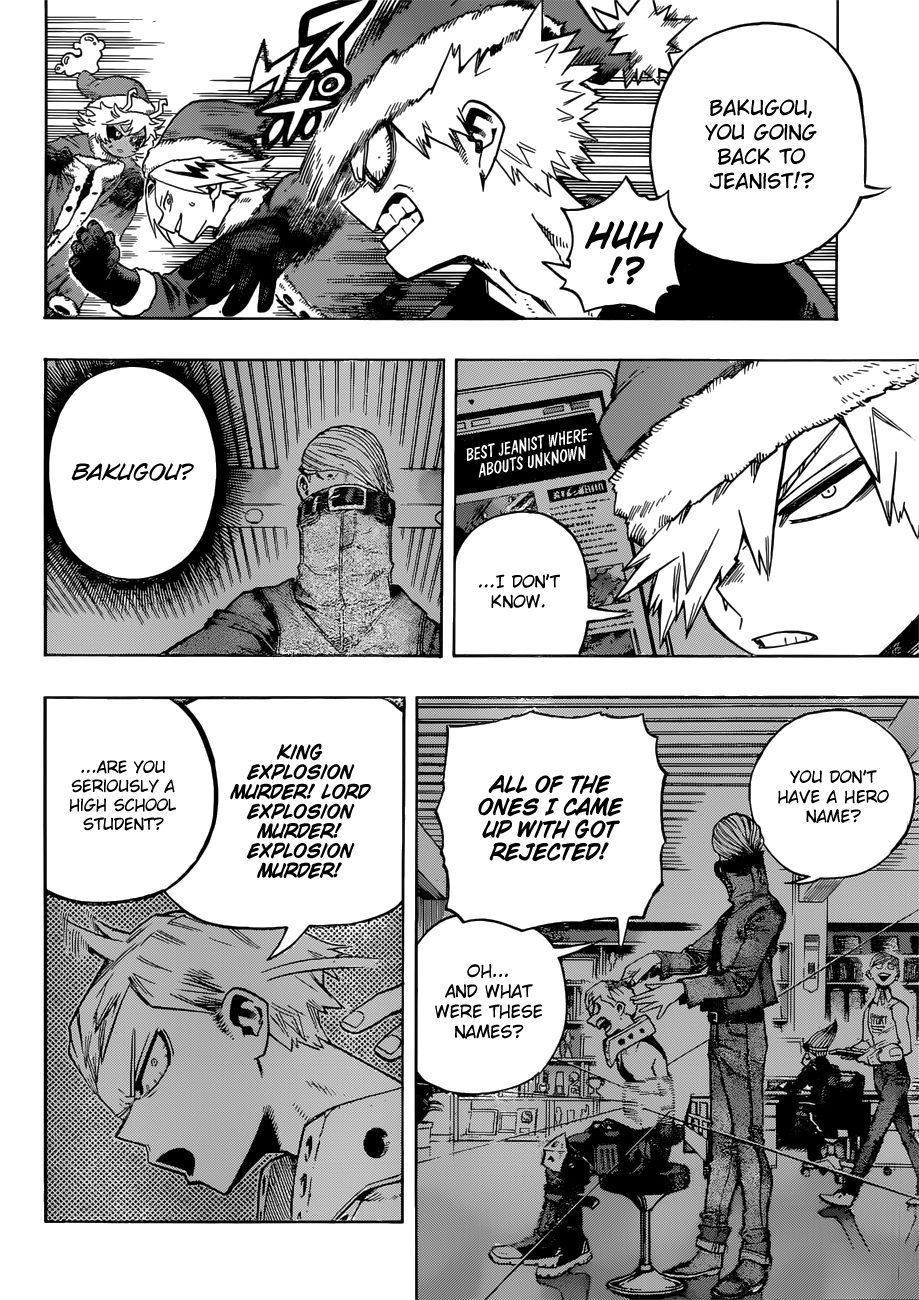 BAKUGOU,
YOU GOING
BACK TO
JEANIST!?
HUH
!?
ズ
ポ
BEST JEANIST WHERE-
ABOUTS UNKNOWN
...I DON'T
KNOW.
BAKUGOU?
YOU DON'T
HAVE A HERO
NAME?
ALL OF THE
ONES I CAME
UP WITH GOT
REJECTED!
OH...
AND WHAT
WERE THESE
NAMES?
KING
EXPLOSION
MURDER! LORD
EXPLOSION
MURDER!
EXPLOSION
MURDER!
...ARE YOU
SERIOUSLY A
HIGH SCHOOL
STUDENT?